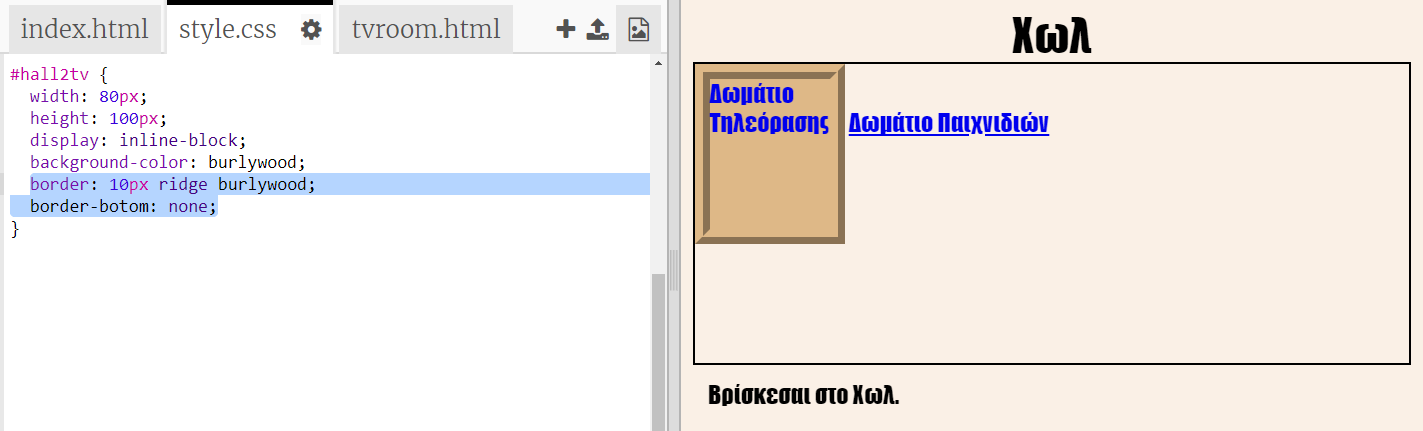 index.html style.css tvroom.html
#hall2tv {
width: 80px;
height: 100px;
display: inline-block;
background-color: burlywood;
border: 10px ridge burlywood;
border-botom: none;
}
Χωλ
Δωμάτιο
Τηλεόρασης Δωμάτιο Παιχνιδιών
Βρίσκεσαι στο Χωλ.